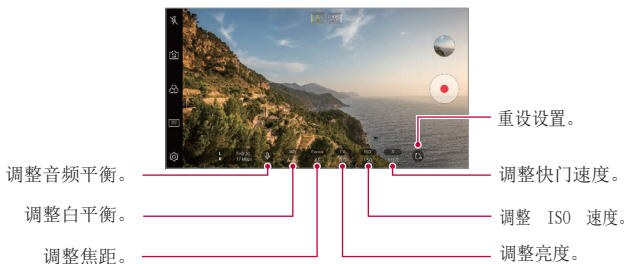 重设设置。
调整音频平衡。
调整快门速度。
调整白平衡。
调整 ISO 速度。
调整焦距。
调整亮度。
Focus